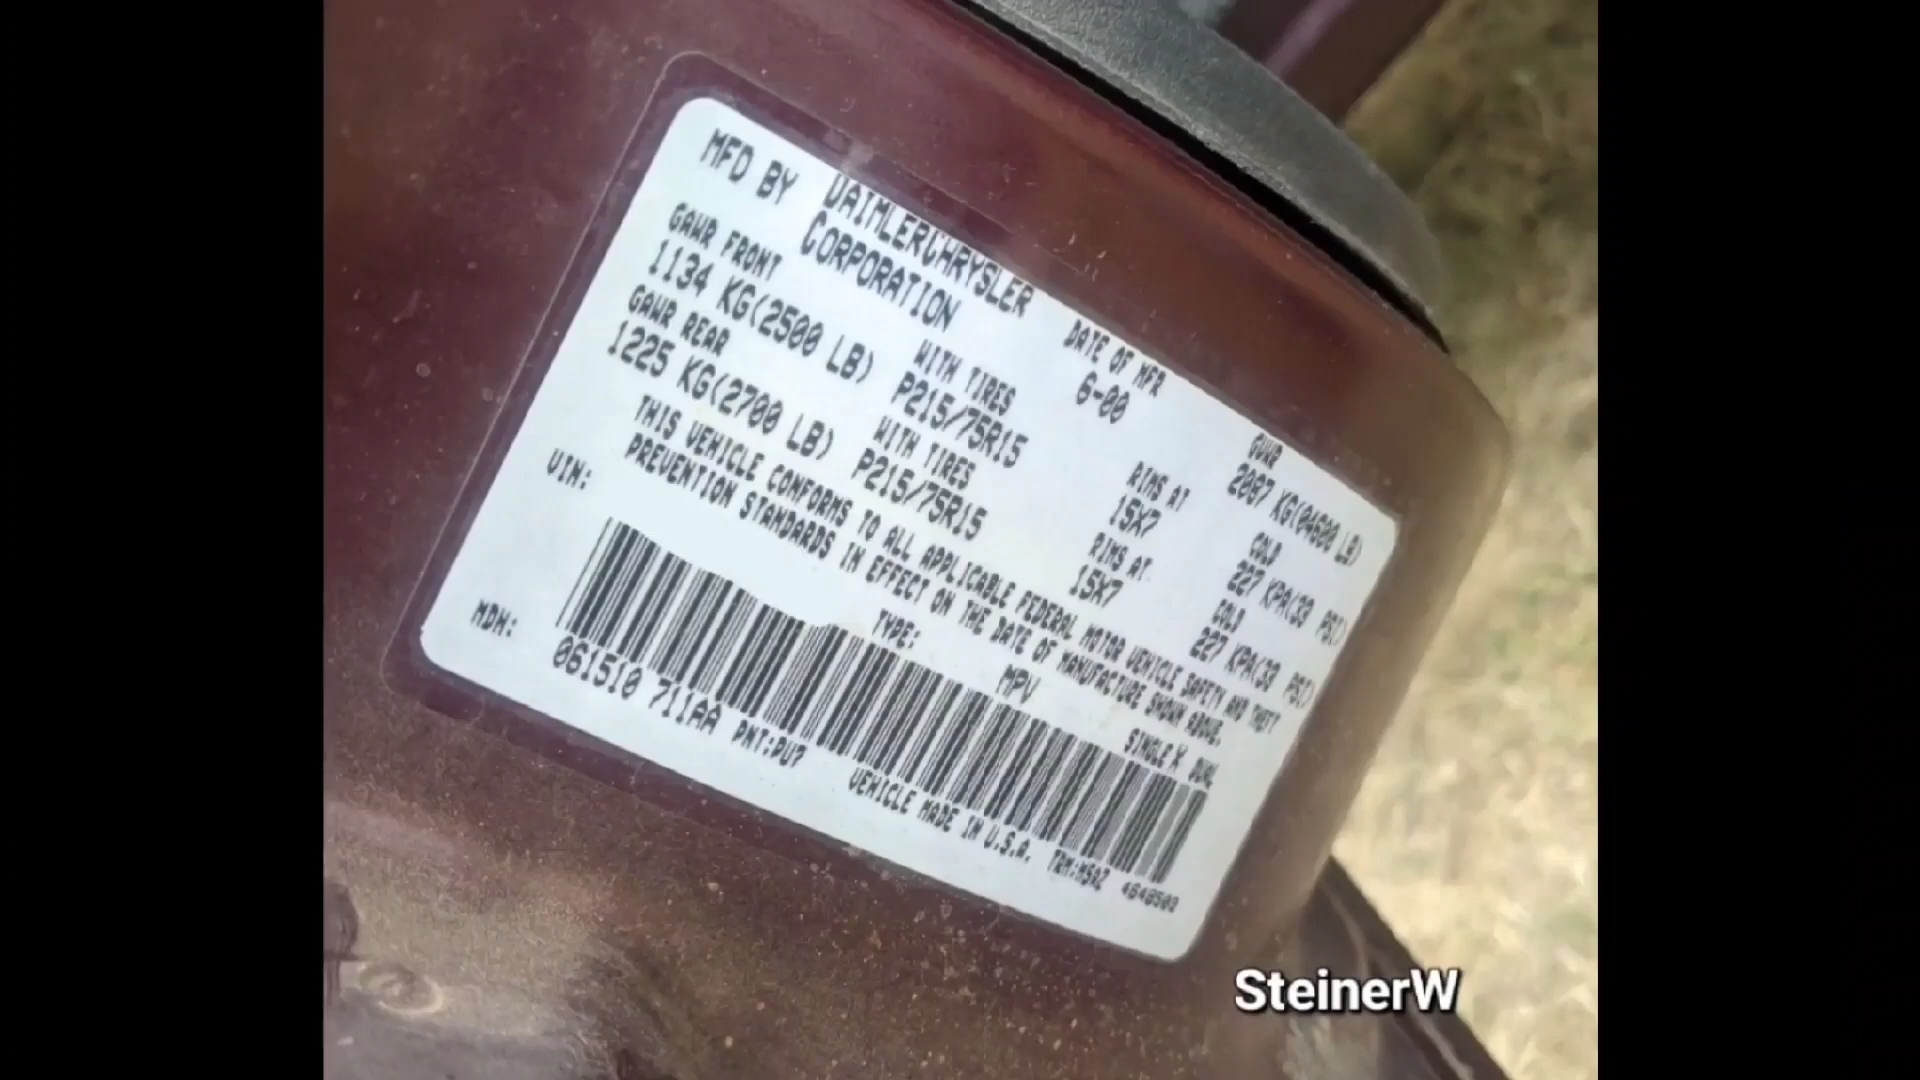 MFD BY DAIMLERCHRYSLER CORPORATION
DATE OF MFR 6-00
GVWR
2087 KG(04600 LB)
GAWR FRONT WITH TIRES RIMS AT COLD
1134 KG(2500 LB) P215/75R15 15X7 227 KPA(33 PSI)
GAWR REAR WITH TIRES RIMS AT COLD
1225 KG(2700 LB) P215/75R15 15X7 227 KPA(33 PSI)
THIS VEHICLE CONFORMS TO ALL APPLICABLE FEDERAL MOTOR VEHICLE SAFETY AND THEFT
PREVENTION STANDARDS IN EFFECT ON THE DATE OF MANUFACTURE SHOWN ABOVE.
VIN: TYPE: MPV SINGLE X DUAL
MDH:
061510 711AA PNT: VEHICLE MADE IN U.S.A. 4648503
SteinerW